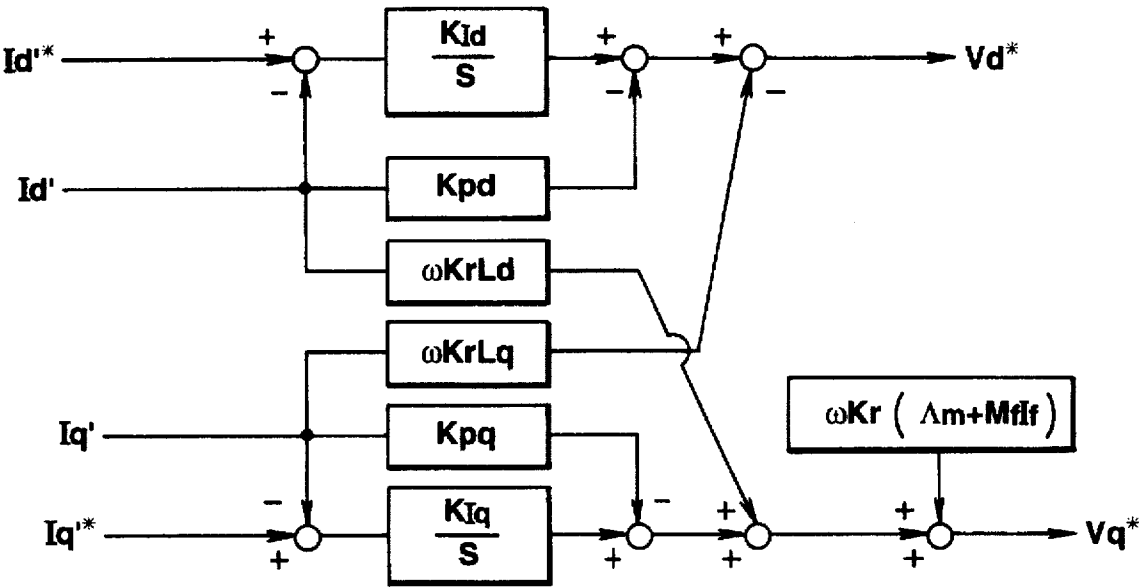 Id'* + KId + + Vd*
S
− − −
Id' Kpd
ωKrLd
ωKrLq
ωKr ( Λm+MfIf )
Iq' Kpq
− − + +
Iq'* KIq Vq*
+ S + + +